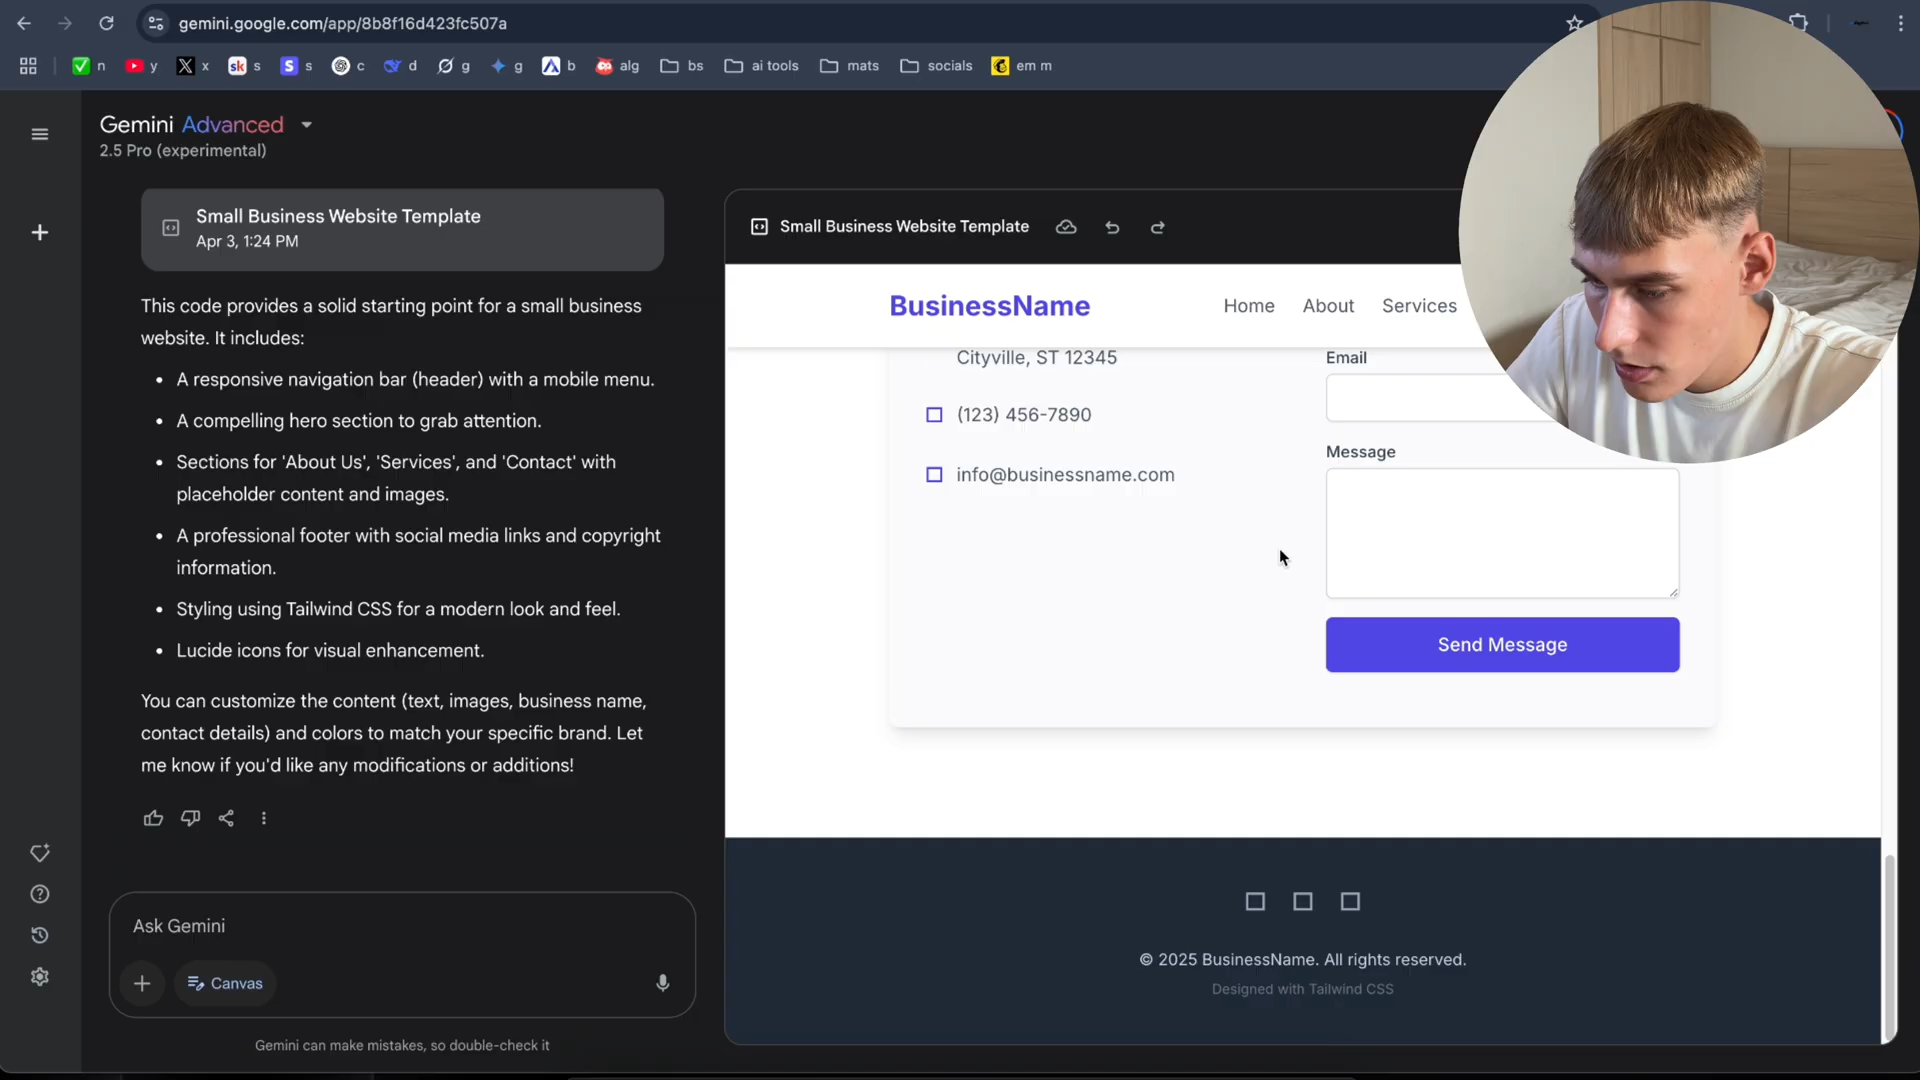 gemini.google.com/app/8b8f16d423fc507a
n y x s s c d g g b alg bs ai tools mats socials em m
Gemini Advanced
2.5 Pro (experimental)
Small Business Website Template
Apr 3, 1:24 PM
This code provides a solid starting point for a small business
website. It includes:
• A responsive navigation bar (header) with a mobile menu.
• A compelling hero section to grab attention.
• Sections for 'About Us', 'Services', and 'Contact' with
placeholder content and images.
• A professional footer with social media links and copyright
information.
• Styling using Tailwind CSS for a modern look and feel.
• Lucide icons for visual enhancement.
You can customize the content (text, images, business name,
contact details) and colors to match your specific brand. Let
me know if you'd like any modifications or additions!
Ask Gemini
Canvas
Gemini can make mistakes, so double-check it
Small Business Website Template
BusinessName Home About Services
Cityville, ST 12345
(123) 456-7890
info@businessname.com
Email
Message
Send Message
© 2025 BusinessName. All rights reserved.
Designed with Tailwind CSS